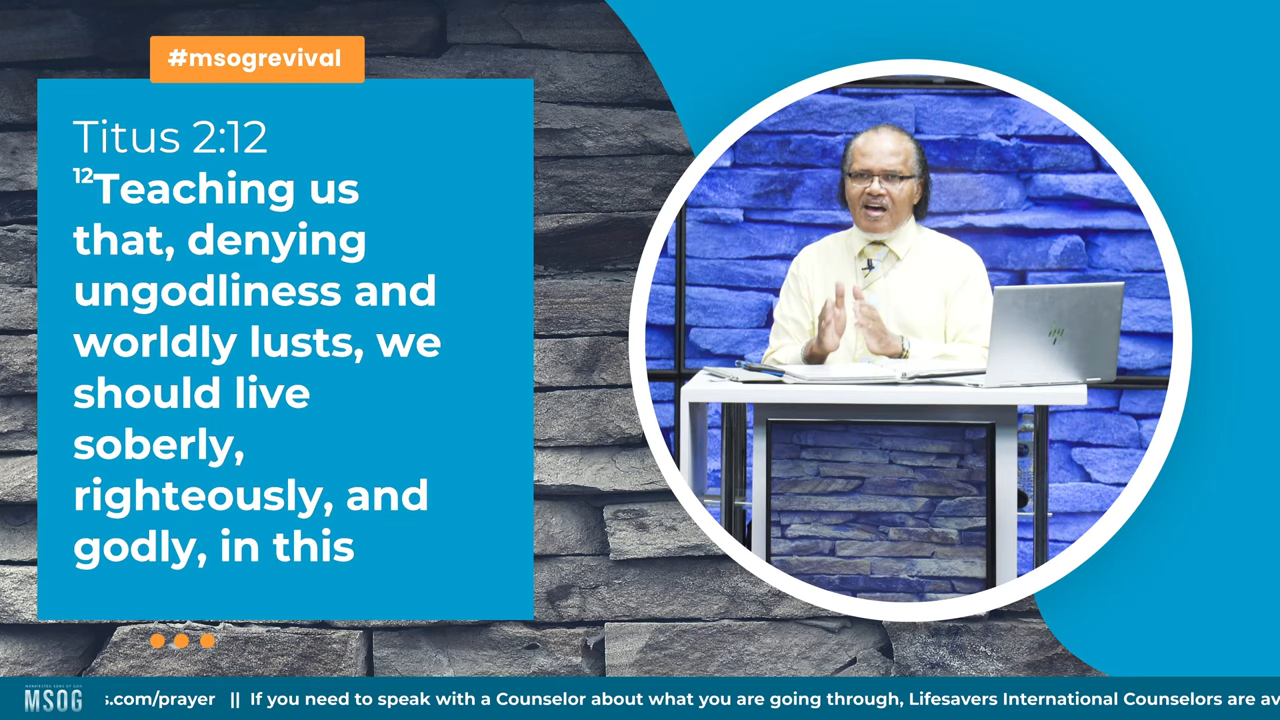 #msogrevival
Titus 2:12
12Teaching us
that, denying
ungodliness and
worldly lusts, we
should live
soberly,
righteously, and
godly, in this
MSOG
s.com/prayer || If you need to speak with a Counselor about what you are going through, Lifesavers International Counselors are av